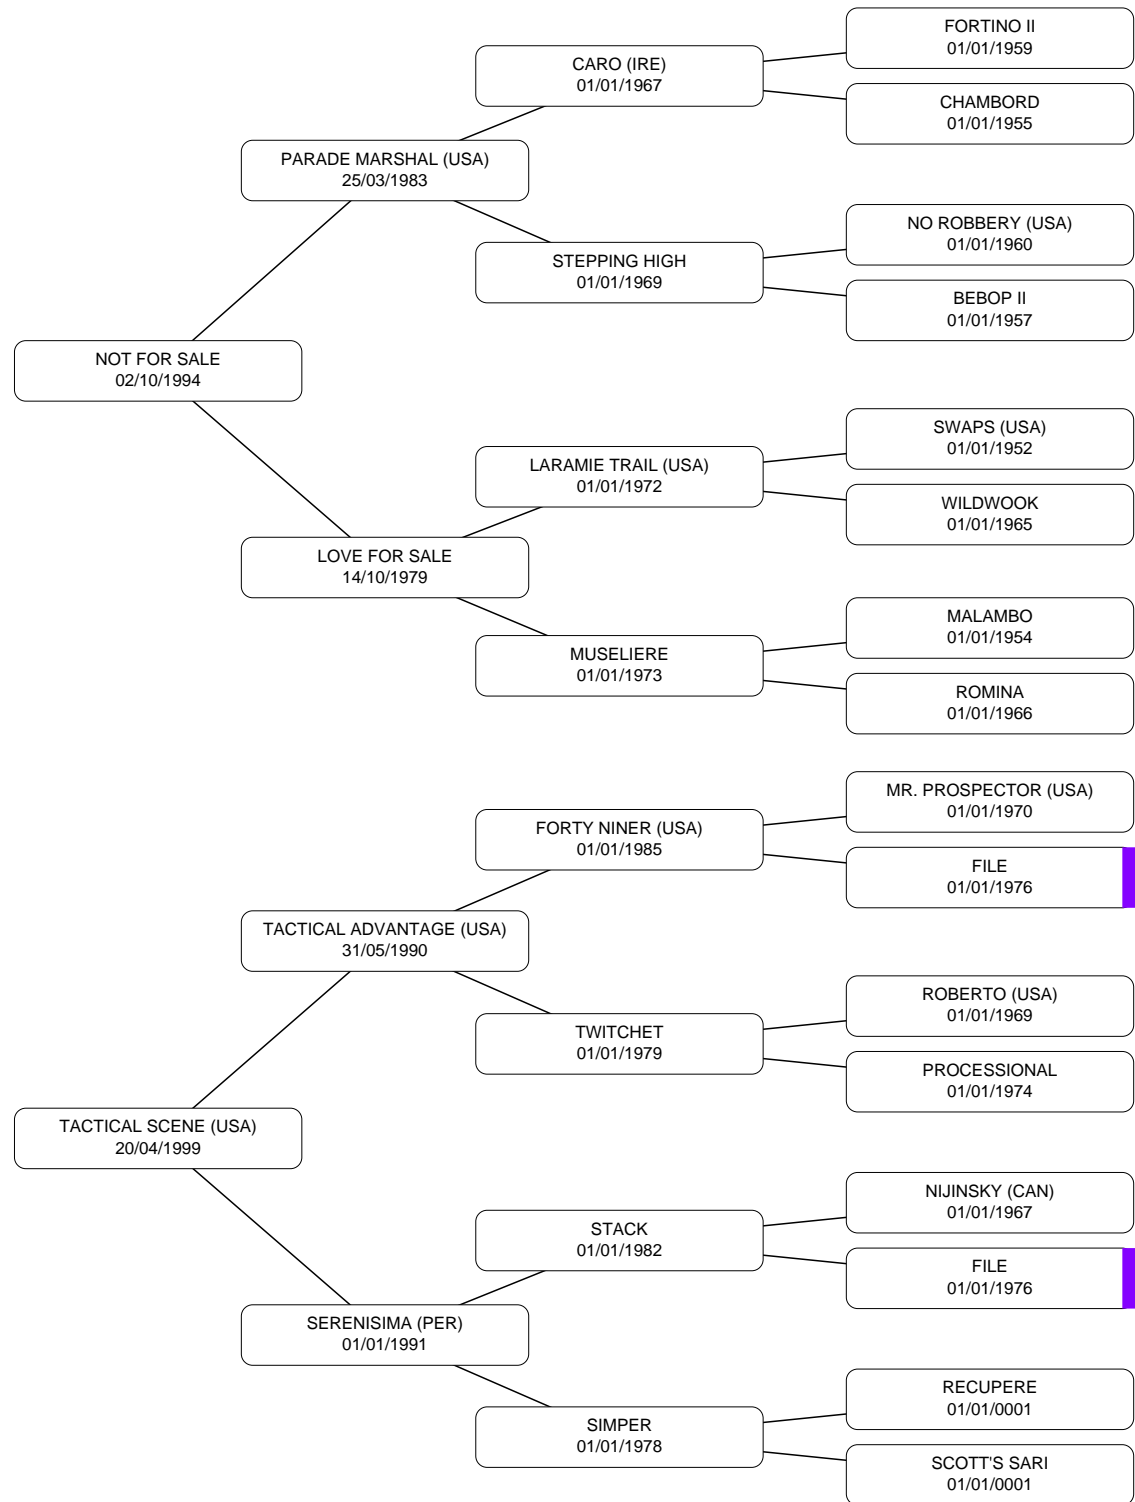 FORTINO II
01/01/1959
CARO (IRE)
01/01/1967
CHAMBORD
01/01/1955
PARADE MARSHAL (USA)
25/03/1983
NO ROBBERY (USA)
01/01/1960
STEPPING HIGH
01/01/1969
BEBOP II
01/01/1957
NOT FOR SALE
02/10/1994
SWAPS (USA)
01/01/1952
LARAMIE TRAIL (USA)
01/01/1972
WILDWOOK
01/01/1965
LOVE FOR SALE
14/10/1979
MALAMBO
01/01/1954
MUSELIERE
01/01/1973
ROMINA
01/01/1966
MR. PROSPECTOR (USA)
01/01/1970
FORTY NINER (USA)
01/01/1985
FILE
01/01/1976
TACTICAL ADVANTAGE (USA)
31/05/1990
ROBERTO (USA)
01/01/1969
TWITCHET
01/01/1979
PROCESSIONAL
01/01/1974
TACTICAL SCENE (USA)
20/04/1999
NIJINSKY (CAN)
01/01/1967
STACK
01/01/1982
FILE
01/01/1976
SERENISIMA (PER)
01/01/1991
RECUPERE
01/01/0001
SIMPER
01/01/1978
SCOTT'S SARI
01/01/0001